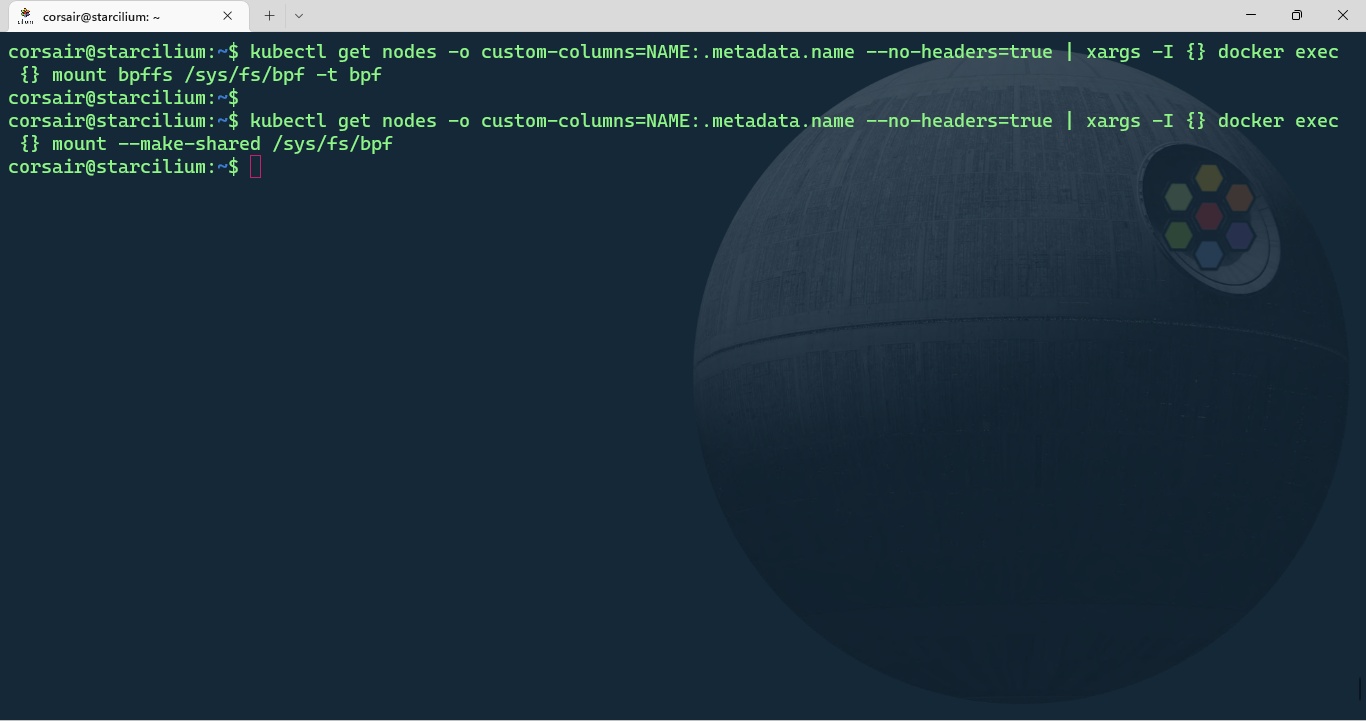 corsair@starcilium: ~
corsair@starcilium:~$ kubectl get nodes -o custom-columns=NAME:.metadata.name --no-headers=true | xargs -I {} docker exec
{} mount bpffs /sys/fs/bpf -t bpf
corsair@starcilium:~$
corsair@starcilium:~$ kubectl get nodes -o custom-columns=NAME:.metadata.name --no-headers=true | xargs -I {} docker exec
{} mount --make-shared /sys/fs/bpf
corsair@starcilium:~$